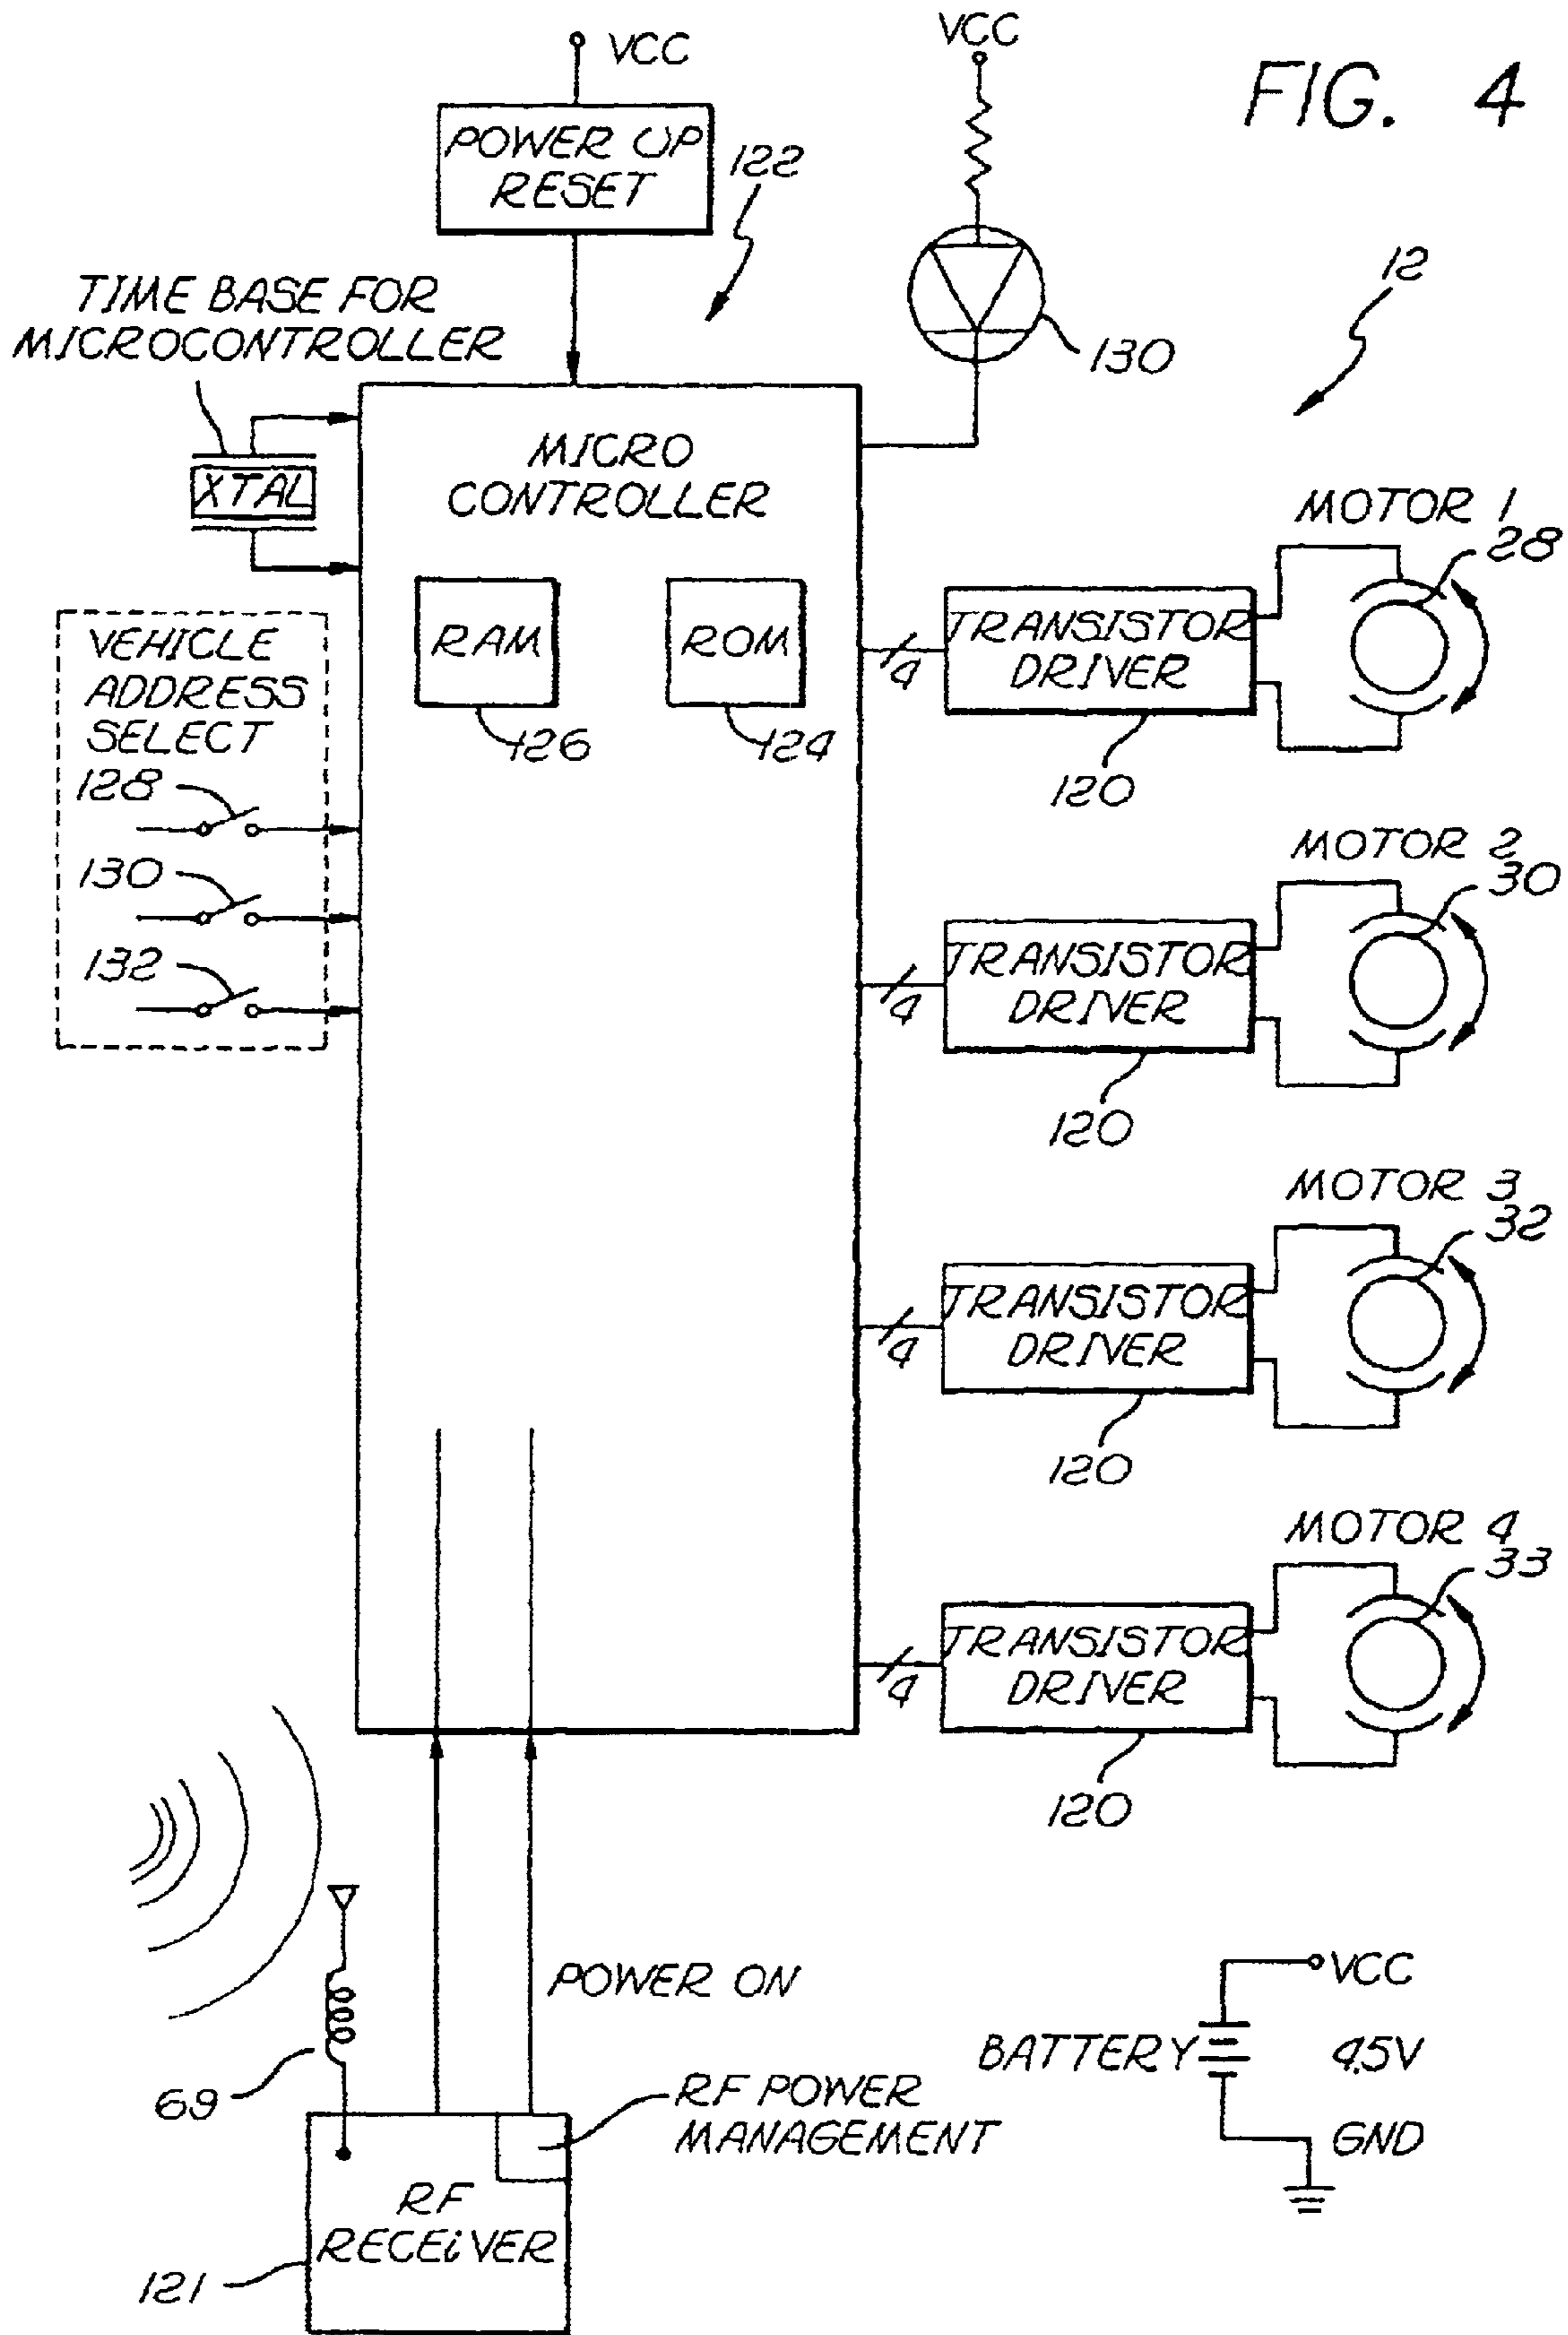 FIG. 4
VCC
VCC
POWER UP
RESET
122
12
TIME BASE FOR
MICROCONTROLLER
130
XTAL
MICRO
CONTROLLER
MOTOR 1
28
VEHICLE
ADDRESS
SELECT
RAM
ROM
4
TRANSISTOR
DRIVER
126
124
120
128
130
132
MOTOR 2
30
4
TRANSISTOR
DRIVER
120
MOTOR 3
32
4
TRANSISTOR
DRIVER
120
MOTOR 4
33
4
TRANSISTOR
DRIVER
120
POWER ON
VCC
BATTERY
4.5V
GND
69
RF POWER
MANAGEMENT
RF
RECEiVER
121